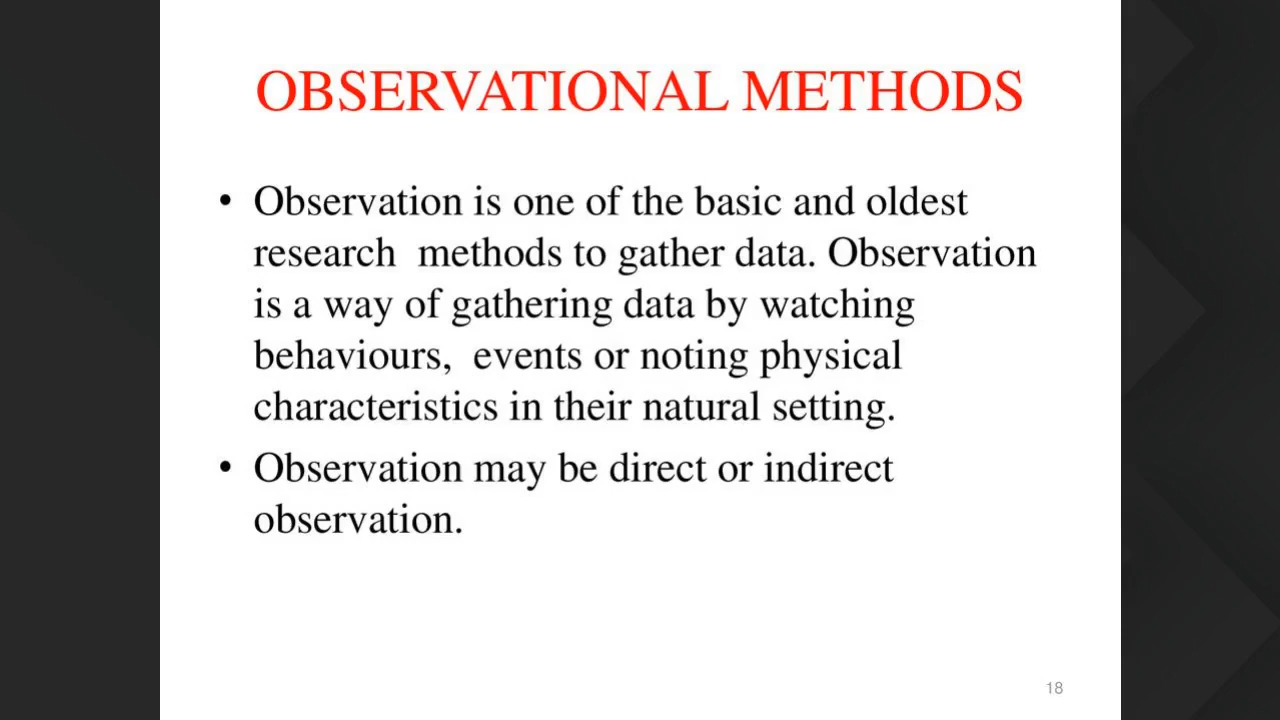 OBSERVATIONAL METHODS
• Observation is one of the basic and oldest
research  methods to gather data. Observation
is a way of gathering data by watching
behaviours,  events or noting physical
characteristics in their natural setting.
• Observation may be direct or indirect
observation.
18